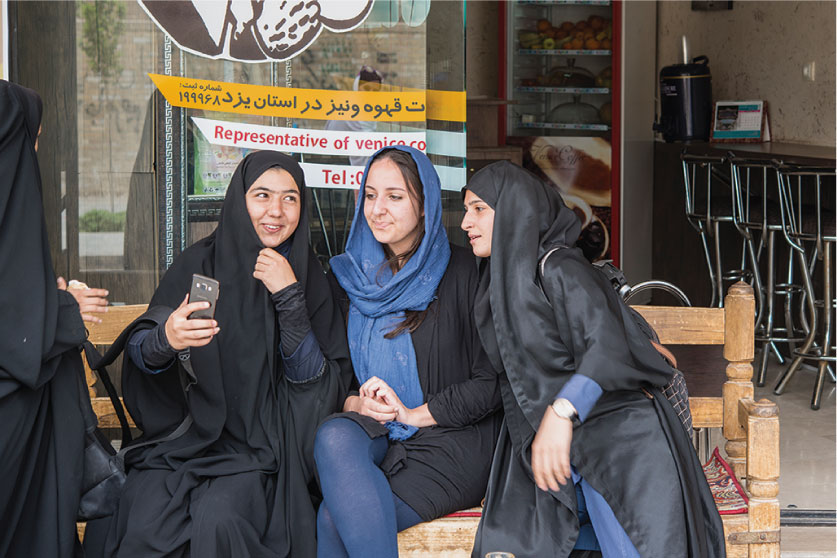 شماره ثبت:
۱۹۹۹۶۸
ت قهوه ونیز در استان یزد
Representative of venice co
Tel :0